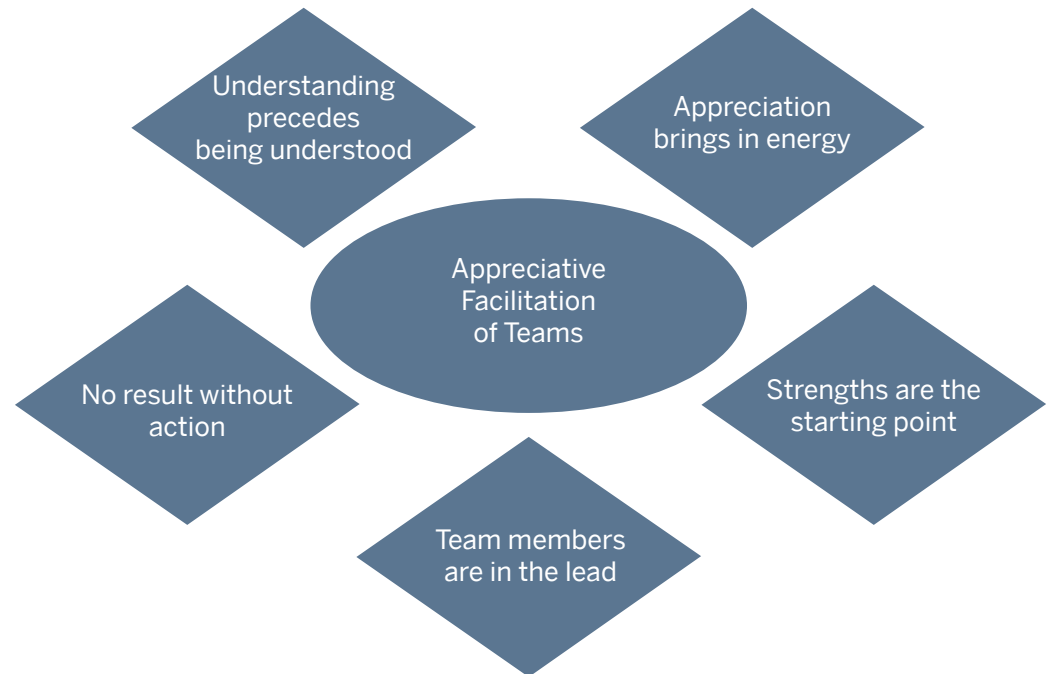 Understanding
precedes
being understood
Appreciation
brings in energy
Appreciative
Facilitation
of Teams
No result without
action
Strengths are the
starting point
Team members
are in the lead